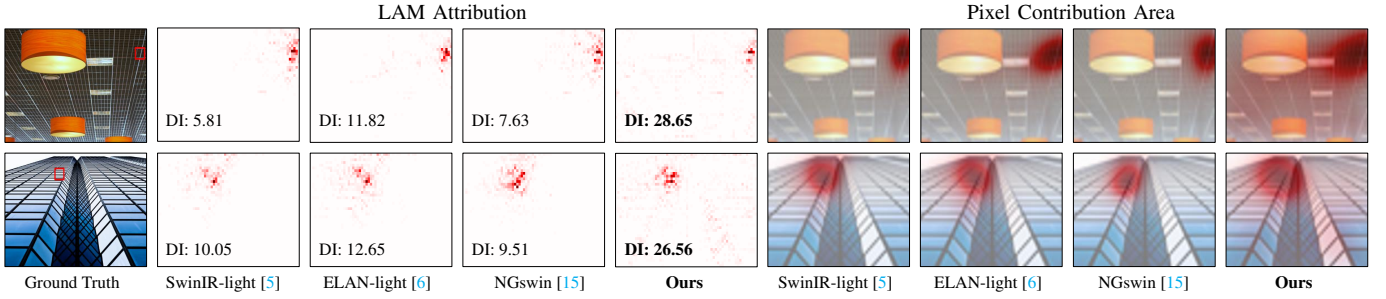 LAM Attribution
Pixel Contribution Area
DI: 5.81
DI: 11.82
DI: 7.63
DI: 28.65
DI: 10.05
DI: 12.65
DI: 9.51
DI: 26.56
Ground Truth
SwinIR-light [5]
ELAN-light [6]
NGswin [15]
Ours
SwinIR-light [5]
ELAN-light [6]
NGswin [15]
Ours